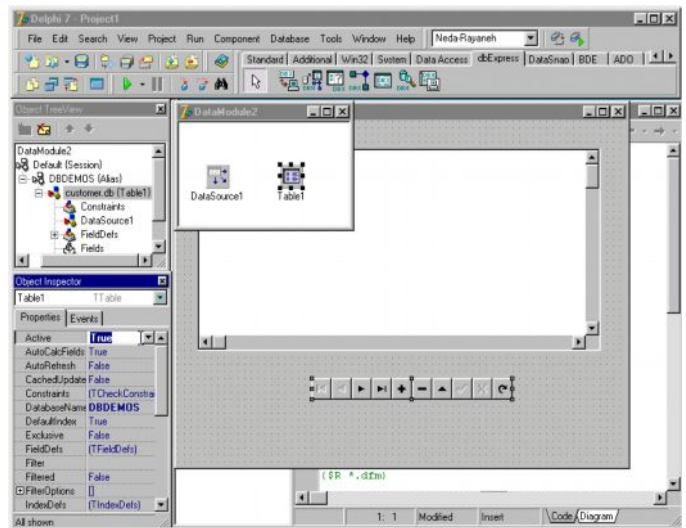 Delphi 7 - Project1
File Edit Search View Project Run Component Database Tools Window Help Neda-Rayaneh
Standard Additional Win32 System Data Access dbExpress DataSnap BDE ADO
Object TreeView
DataModule2
Default (Session)
DBDEMOS (Alias)
customer.db (Table1)
Constraints
DataSource1
FieldDefs
Fields
DataModule2
DataSource1 Table1
Object Inspector
Table1 TTable
Properties Events
Active True
AutoCalcFields True
AutoRefresh False
CachedUpdate False
Constraints (TCheckConstrai
DatabaseName DBDEMOS
DefaultIndex True
Exclusive False
FieldDefs (TFieldDefs)
Filter
Filtered False
FilterOptions []
IndexDefs (TIndexDefs)
All shown
{$R *.dfm}
1: 1 Modified Insert Code Diagram